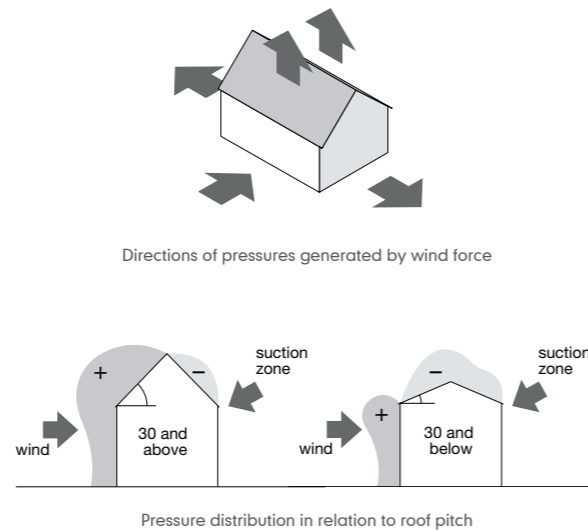 Directions of pressures generated by wind force
+
−
suction
zone
wind
30 and
above
+
−
suction
zone
wind
30 and
below
Pressure distribution in relation to roof pitch